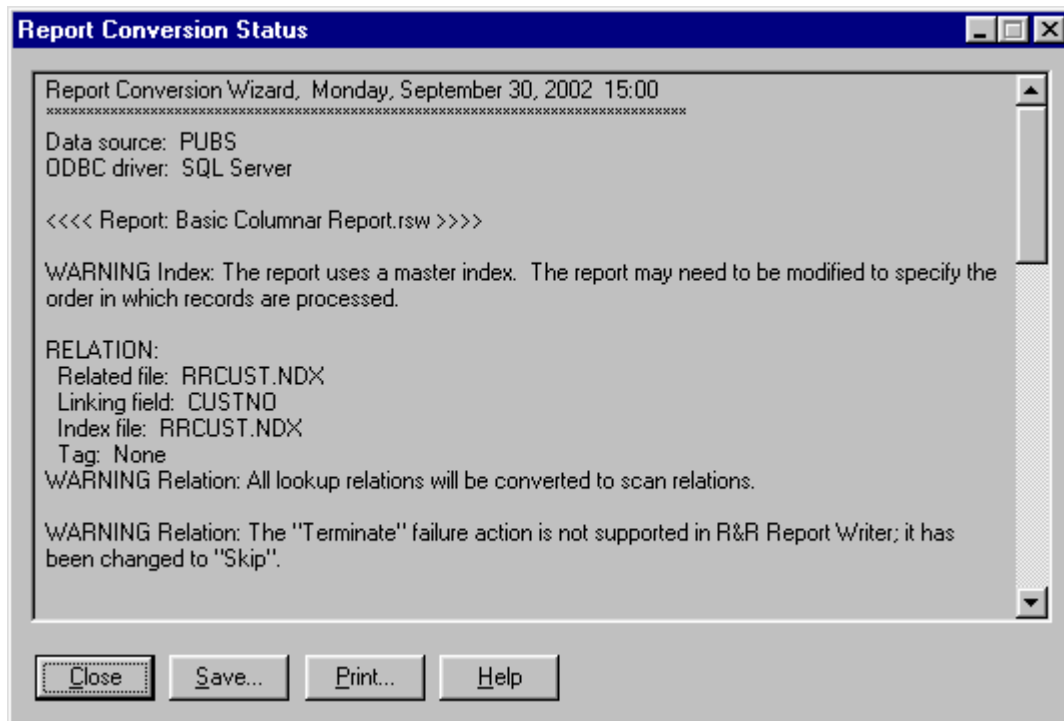 Report Conversion Status
Report Conversion Wizard,  Monday, September 30, 2002  15:00
********************************************************************************
Data source:  PUBS
ODBC driver:  SQL Server
<<<< Report: Basic Columnar Report.rsw >>>>
WARNING Index: The report uses a master index.  The report may need to be modified to specify the
order in which records are processed.
RELATION:
Related file:  RRCUST.NDX
Linking field:  CUSTNO
Index file:  RRCUST.NDX
Tag:  None
WARNING Relation: All lookup relations will be converted to scan relations.
WARNING Relation: The "Terminate" failure action is not supported in R&R Report Writer; it has
been changed to "Skip".
Close Save... Print... Help